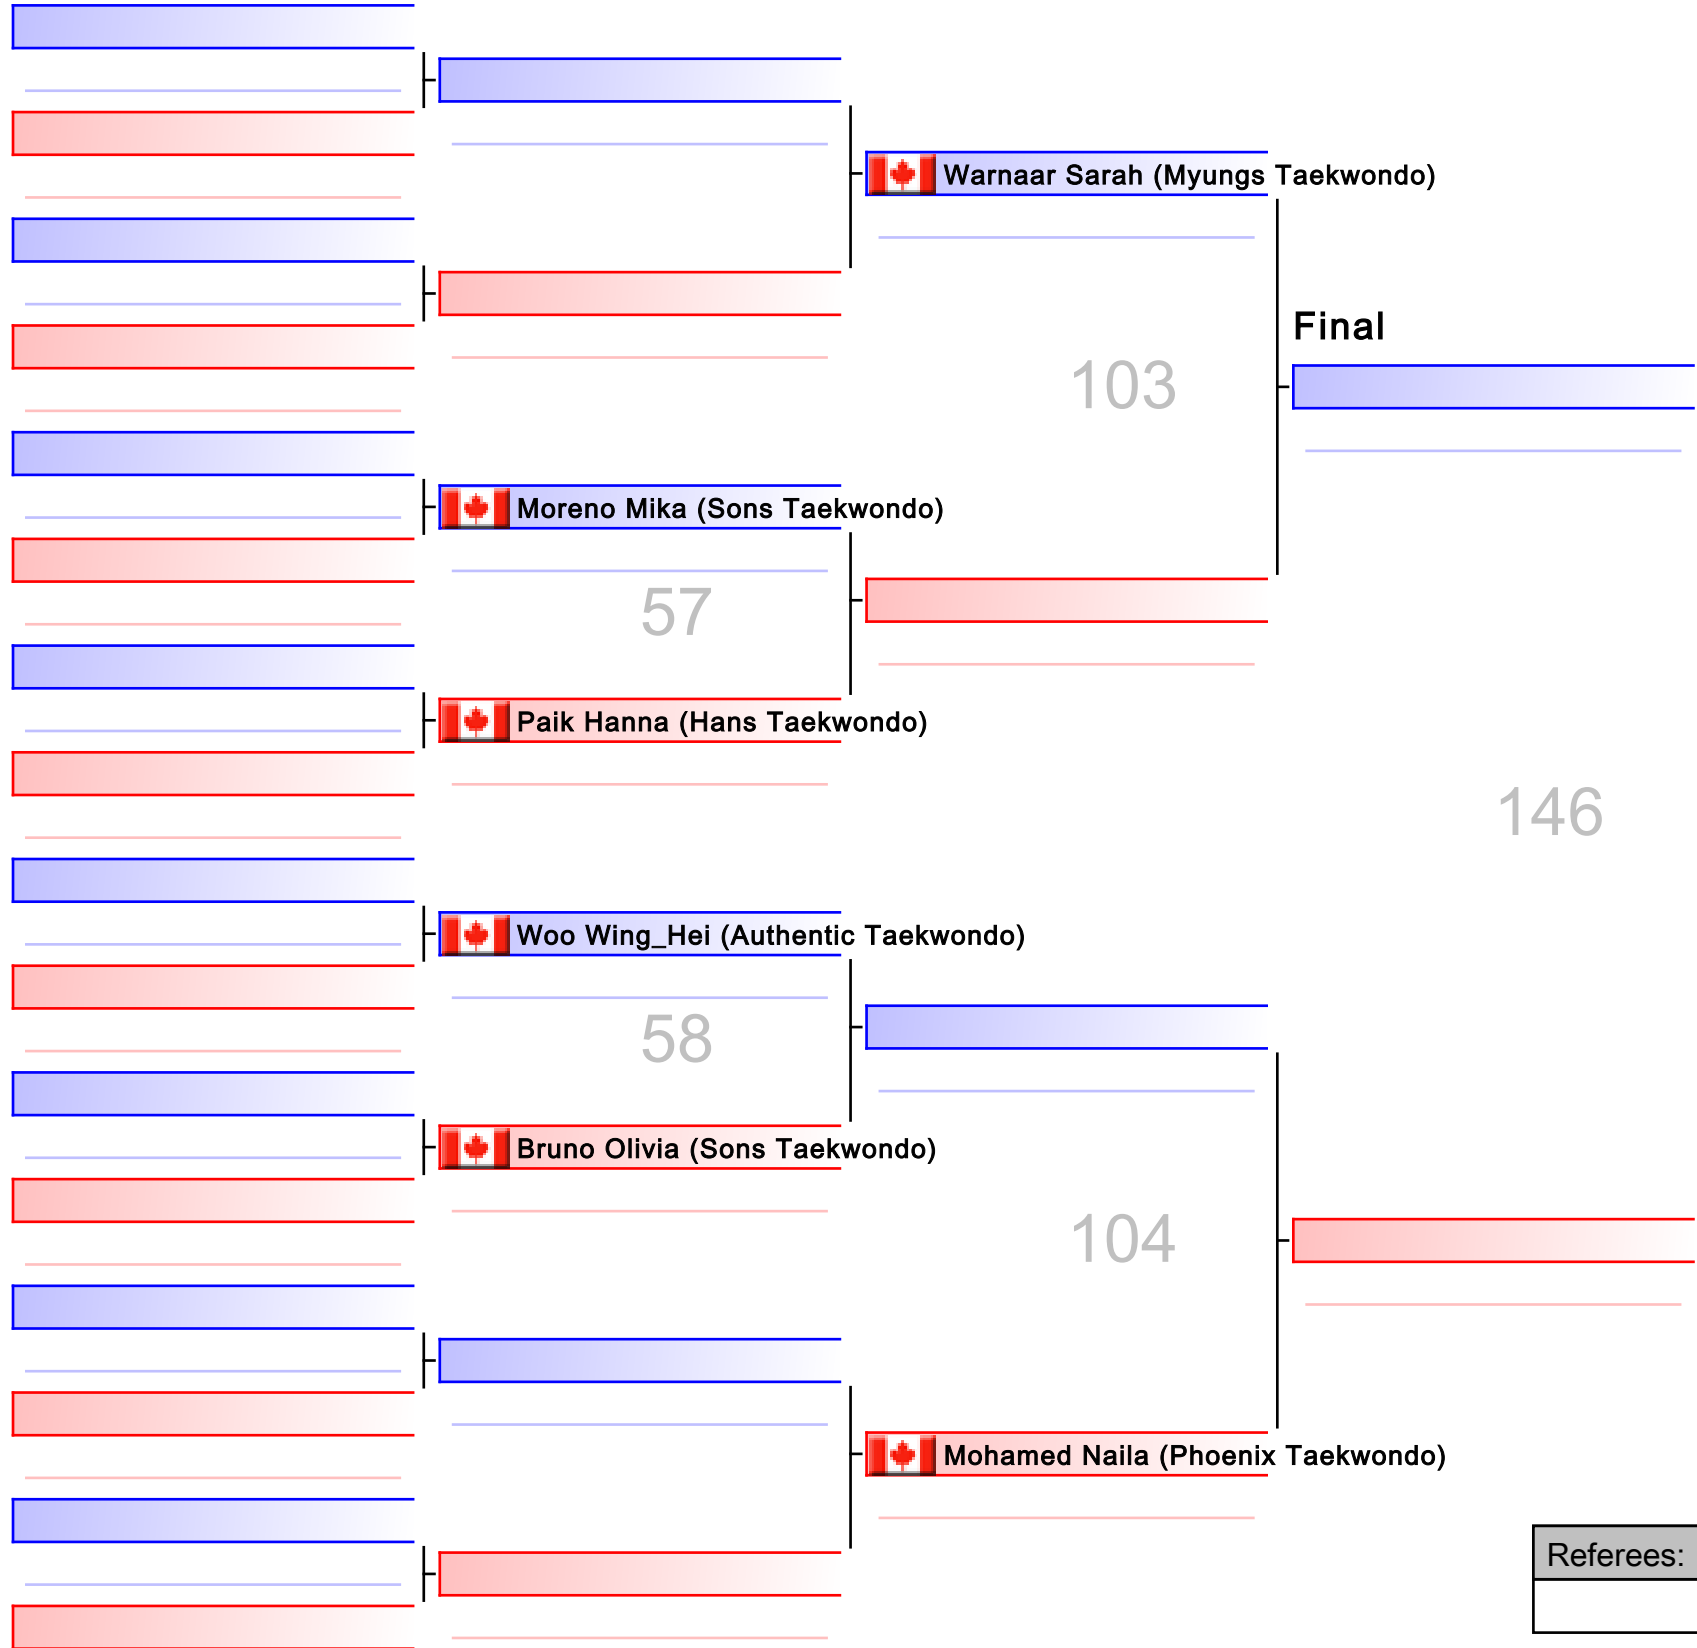 Warnaar Sarah (Myungs Taekwondo)
Final
103
Moreno Mika (Sons Taekwondo)
57
Paik Hanna (Hans Taekwondo)
146
Woo Wing_Hei (Authentic Taekwondo)
58
Bruno Olivia (Sons Taekwondo)
104
Mohamed Naila (Phoenix Taekwondo)
Referees: